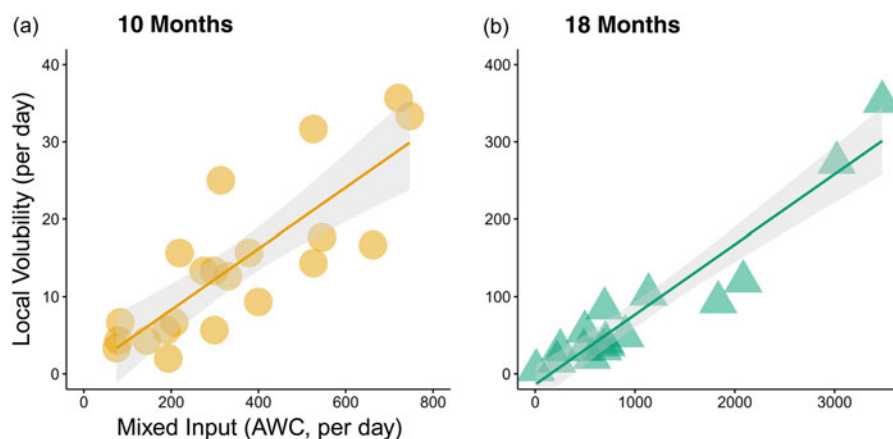 (a) 10 Months
(b) 18 Months
Local Volubility (per day)
40
30
20
10
0
0 200 400 600 800
Mixed Input (AWC, per day)
400
300
200
100
0
0 1000 2000 3000